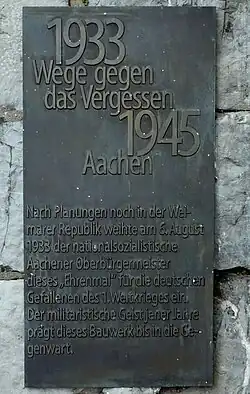 1933
Wege gegen
das Vergessen
1945
Aachen
Nach Planungen noch in der Wei-
marer Republik weihte am 6. August
1933 der nationalsozialistische
Aachener Oberbürgermeister
dieses „Ehrenmal“ für die deutschen
Gefallenen des 1. Weltkrieges ein.
Der militaristische Geist jener Jahre
prägt dieses Bauwerk bis in die Ge-
genwart.